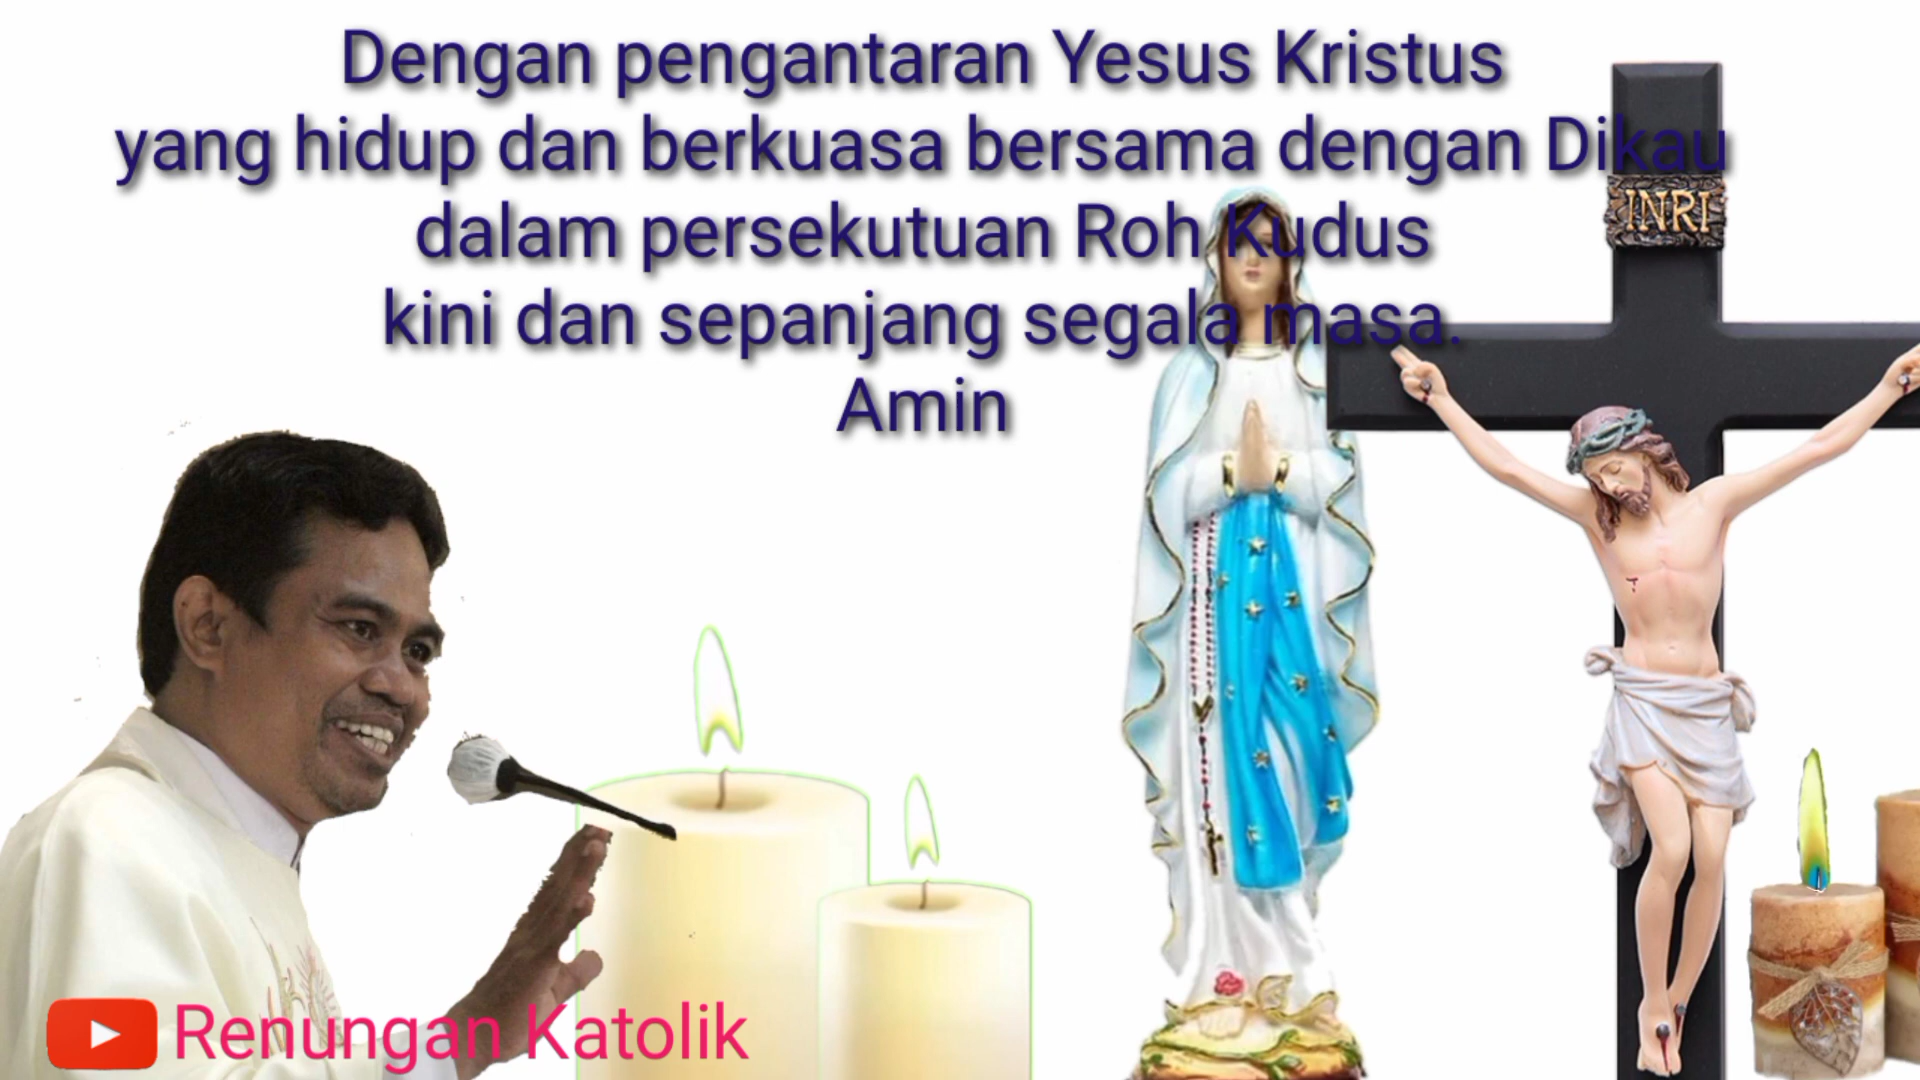 Dengan pengantaran Yesus Kristus
yang hidup dan berkuasa bersama dengan Dikau
dalam persekutuan Roh Kudus
kini dan sepanjang segala masa.
Amin
INRI
Renungan Katolik